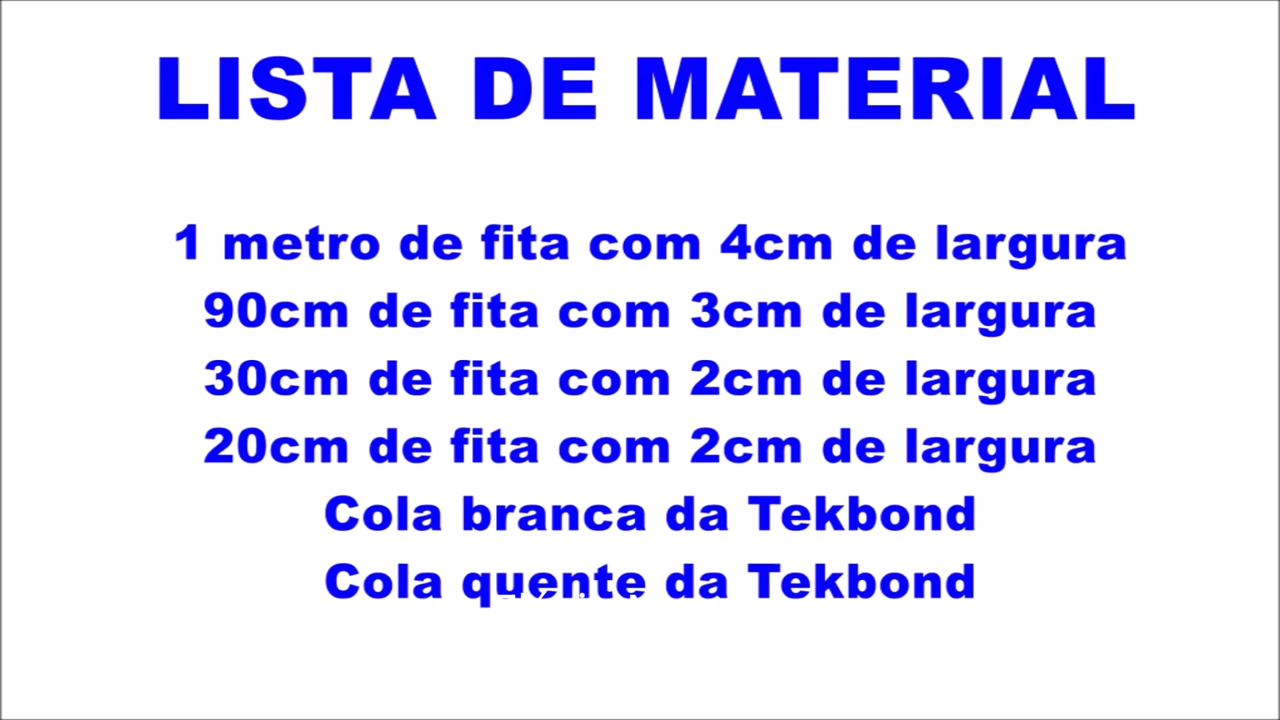 LISTA DE MATERIAL
1 metro de fita com 4cm de largura
90cm de fita com 3cm de largura
30cm de fita com 2cm de largura
20cm de fita com 2cm de largura
Cola branca da Tekbond
Cola quente da Tekbond